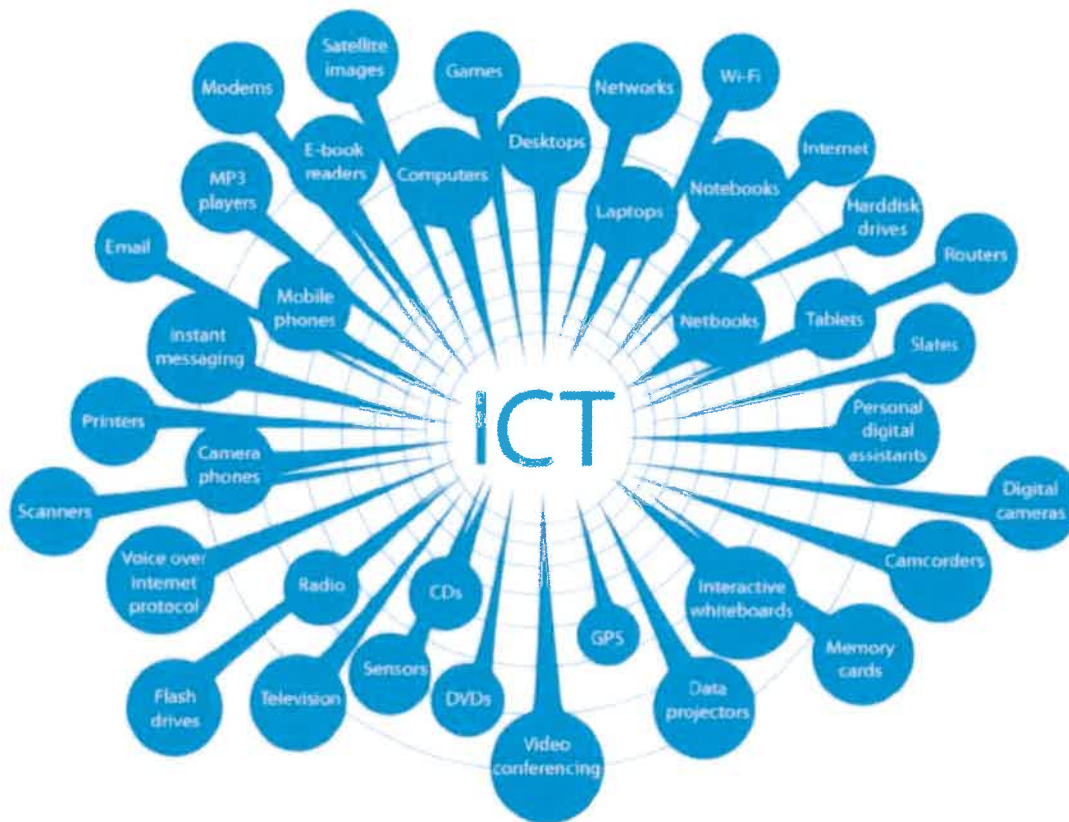 Satellite
images
Games
Networks
Wi-Fi
Modems
Desktops
E-book
readers
Computers
Internet
MP3
players
Notebooks
Laptops
Harddisk
drives
Email
Routers
Mobile
phones
Netbooks
Tablets
Instant
messaging
Slates
ICT
Printers
Personal
digital
assistants
Camera
phones
Scanners
Digital
cameras
Voice over
internet
protocol
Radio
CDs
Interactive
whiteboards
Camcorders
GPS
Memory
cards
Sensors
Flash
drives
Television
DVDs
Data
projectors
Video
conferencing